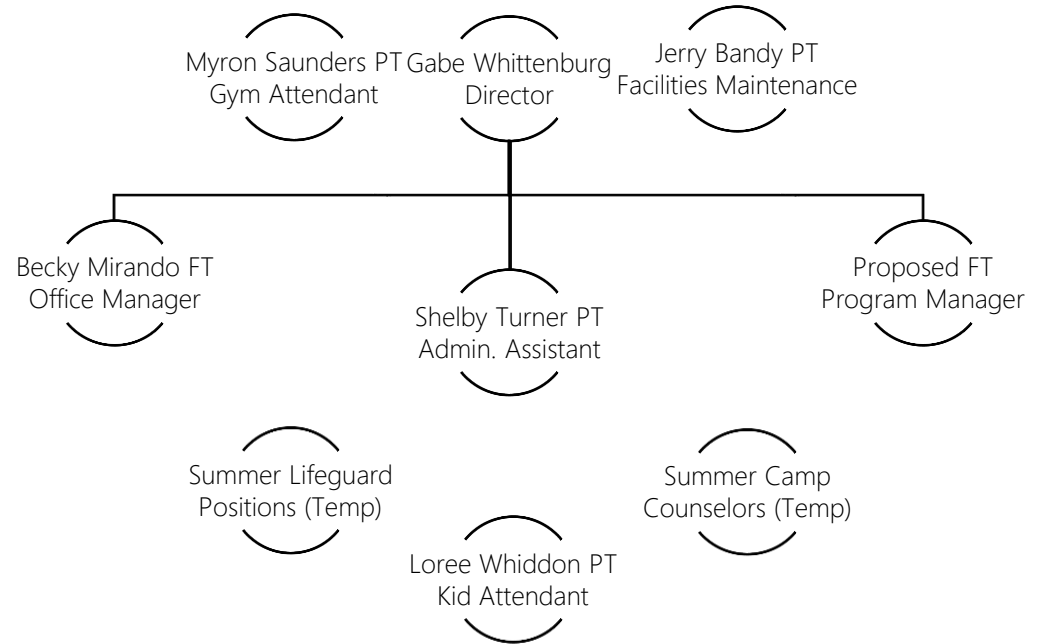 Myron Saunders PT
Gym Attendant
Gabe Whittenburg
Director
Jerry Bandy PT
Facilities Maintenance
Becky Mirando FT
Office Manager
Shelby Turner PT
Admin. Assistant
Proposed FT
Program Manager
Summer Lifeguard
Positions (Temp)
Summer Camp
Counselors (Temp)
Loree Whiddon PT
Kid Attendant